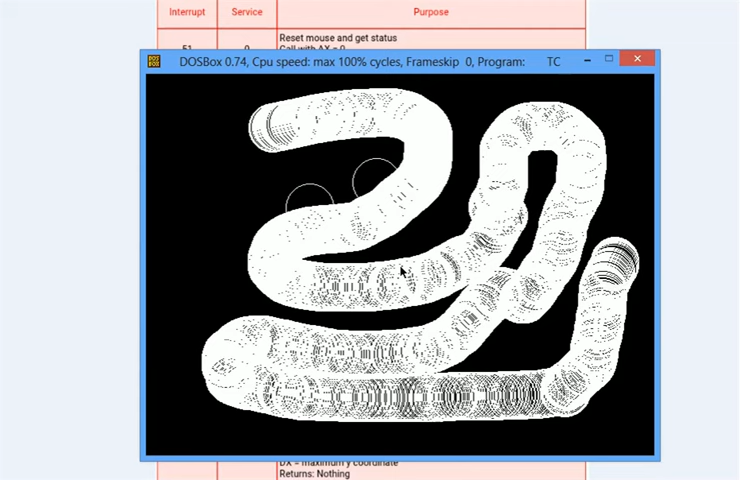 Interrupt Service Purpose
Reset mouse and get status
51 0 Call with AX = 0
DOSBox 0.74, Cpu speed: max 100% cycles, Frameskip 0, Program: TC
DX = maximum y coordinate
Returns: Nothing